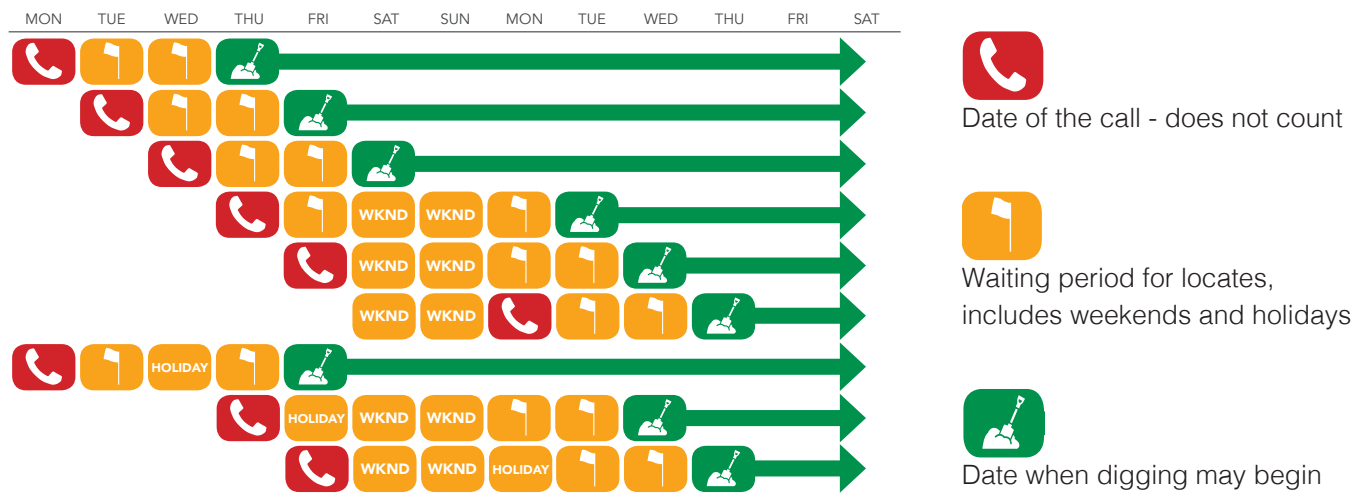 MON TUE WED THU FRI SAT SUN MON TUE WED THU FRI SAT
WKND WKND
WKND WKND
WKND WKND
HOLIDAY
HOLIDAY WKND WKND
WKND WKND HOLIDAY
Date of the call - does not count
Waiting period for locates,
includes weekends and holidays
Date when digging may begin